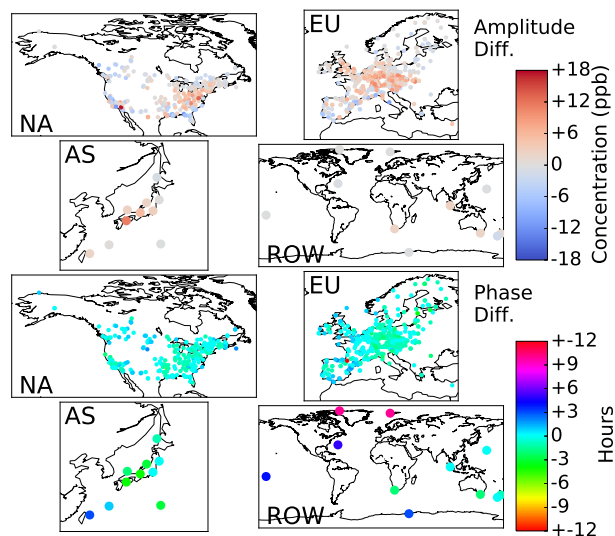 NA
EU
Amplitude
Diff.
+18
+12
+6
0
-6
-12
-18
Concentration (ppb)
AS
ROW
NA
EU
Phase
Diff.
+-12
+9
+6
+3
0
-3
-6
-9
+-12
Hours
AS
ROW